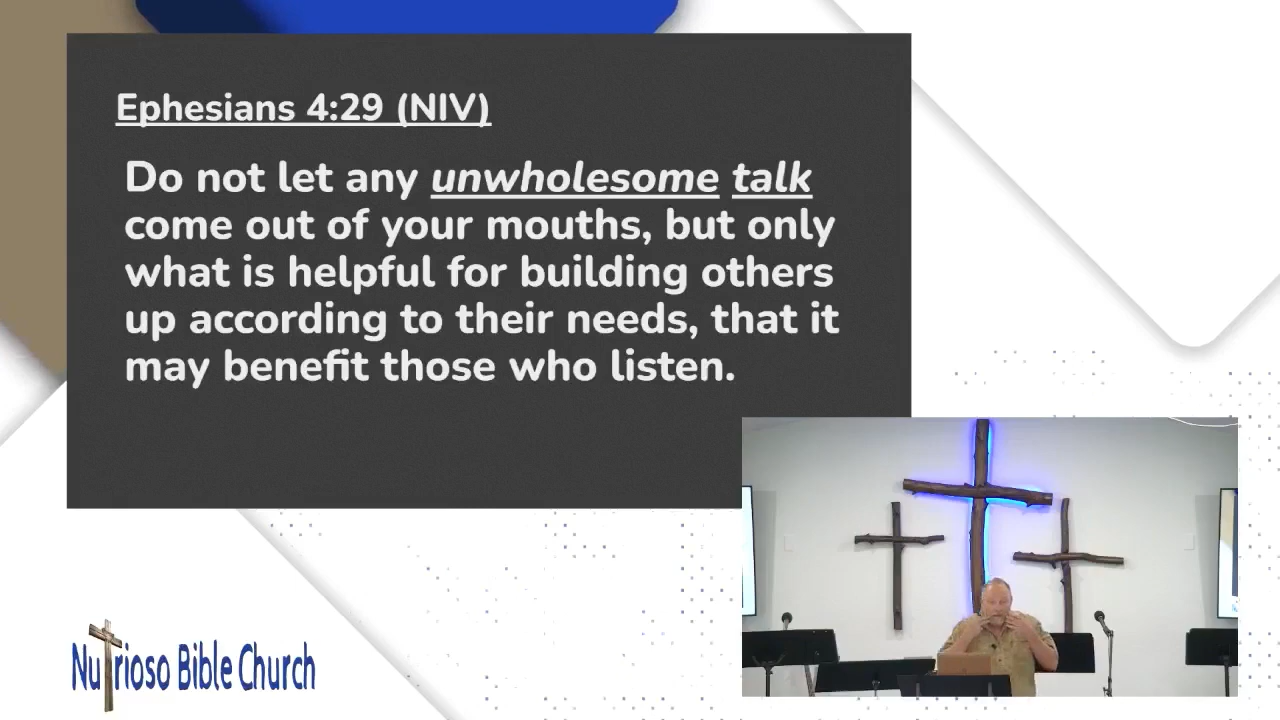 Ephesians 4:29 (NIV)
Do not let any unwholesome talk
come out of your mouths, but only
what is helpful for building others
up according to their needs, that it
may benefit those who listen.
Nutrioso Bible Church